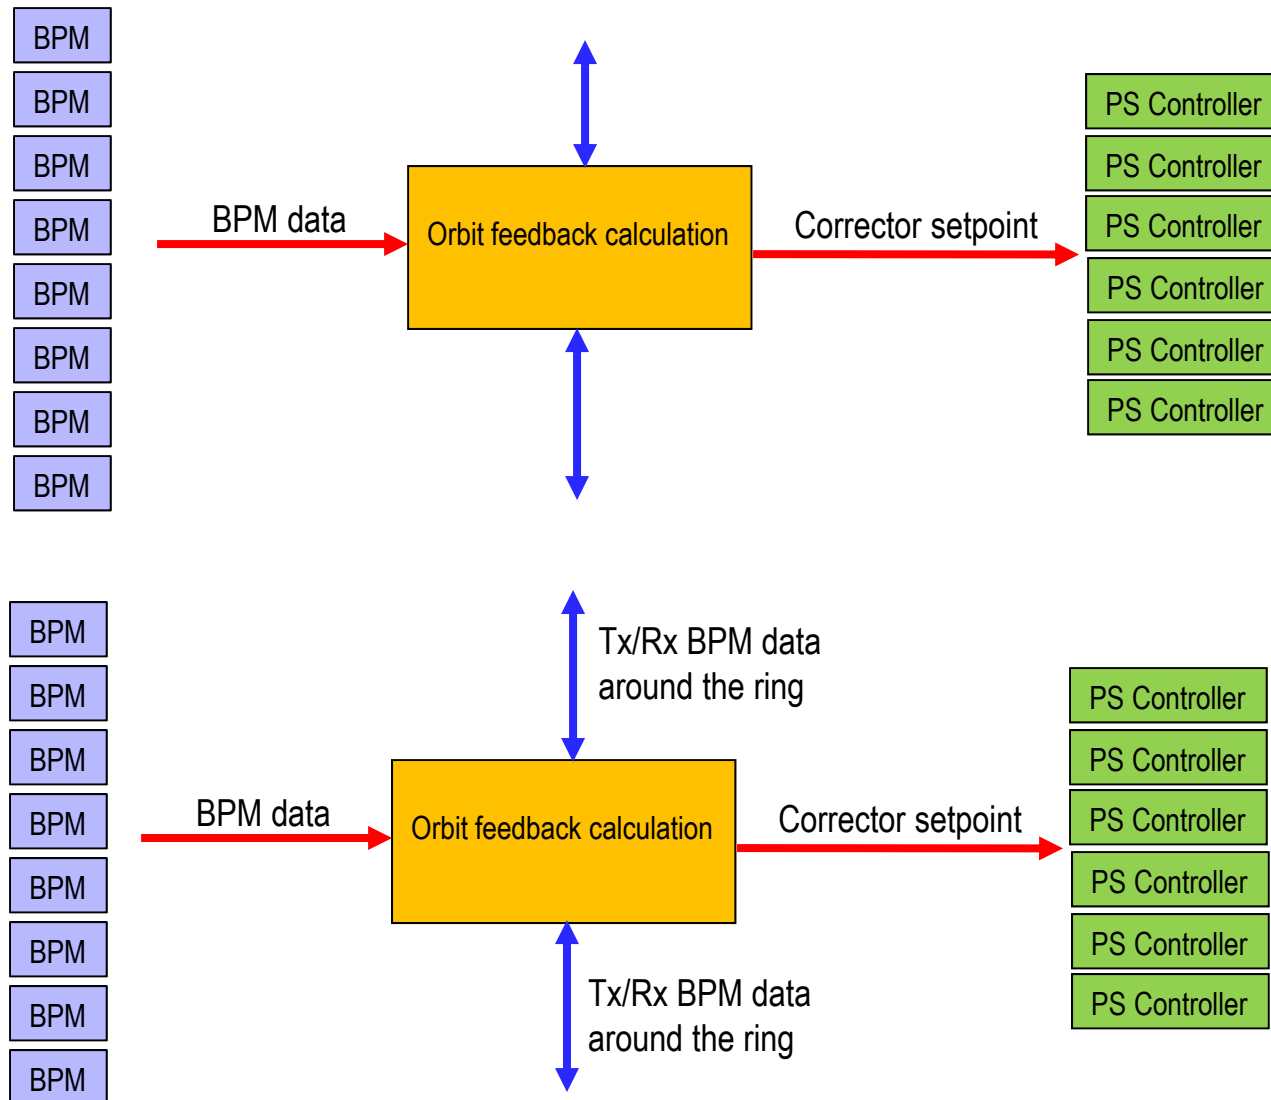 BPM
BPM
BPM
BPM
BPM
BPM
BPM
BPM
BPM data
Orbit feedback calculation
Corrector setpoint
PS Controller
PS Controller
PS Controller
PS Controller
PS Controller
PS Controller
BPM
BPM
BPM
BPM
BPM
BPM
BPM
BPM
BPM data
Tx/Rx BPM data
around the ring
Orbit feedback calculation
Tx/Rx BPM data
around the ring
Corrector setpoint
PS Controller
PS Controller
PS Controller
PS Controller
PS Controller
PS Controller